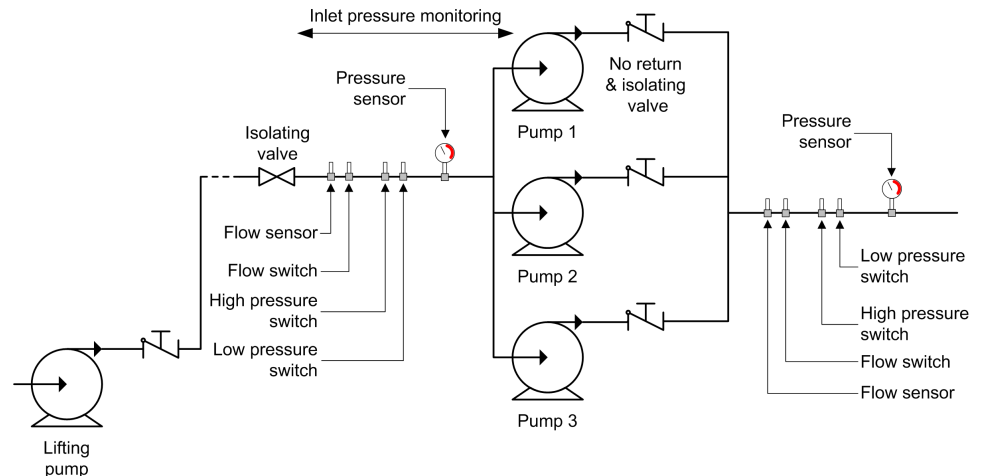 Inlet pressure monitoring
Pressure
sensor
No return
& isolating
valve
Pump 1
Isolating
valve
Pressure
sensor
Flow sensor
Flow switch
High pressure
switch
Low pressure
switch
Pump 2
Low pressure
switch
High pressure
switch
Flow switch
Flow sensor
Pump 3
Lifting
pump